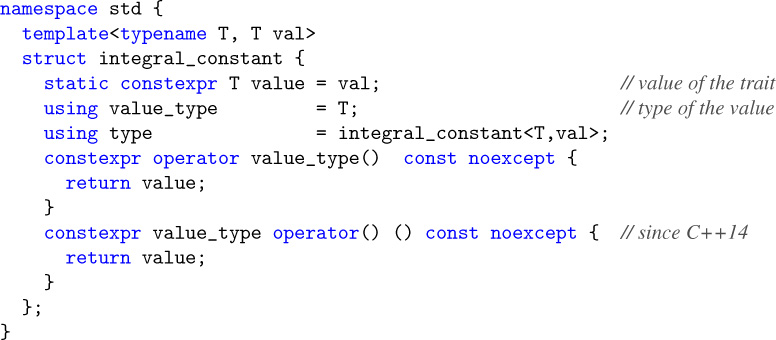 namespace std {
  template<typename T, T val>
  struct integral_constant {
    static constexpr T value = val;                      // value of the trait
    using value_type         = T;                        // type of the value
    using type               = integral_constant<T,val>;
    constexpr operator value_type()  const noexcept {
      return value;
    }
    constexpr value_type operator() () const noexcept {  // since C++14
      return value;
    }
  };
}